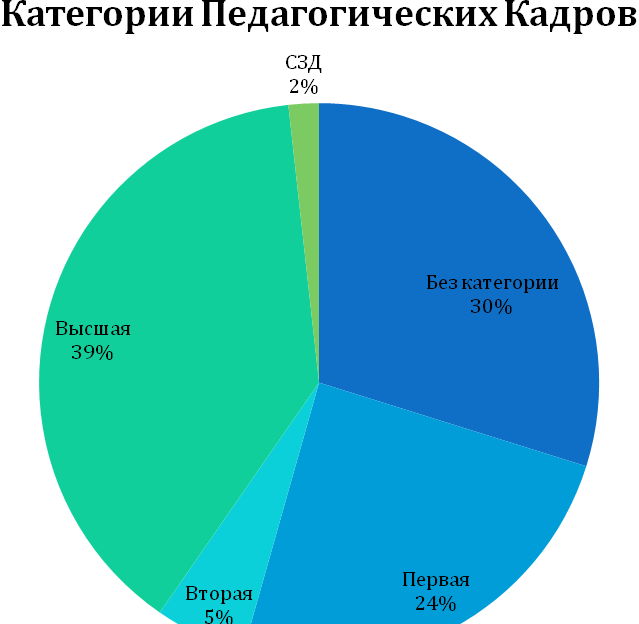 Категории Педагогических Кадров
СЗД
2%
Без категории
30%
Высшая
39%
Первая
24%
Вторая
5%